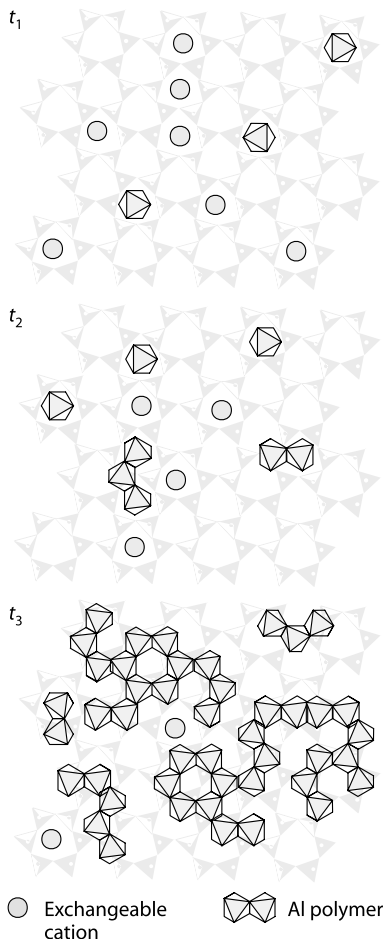 t1
t2
t3
Exchangeable
cation
Al polymer